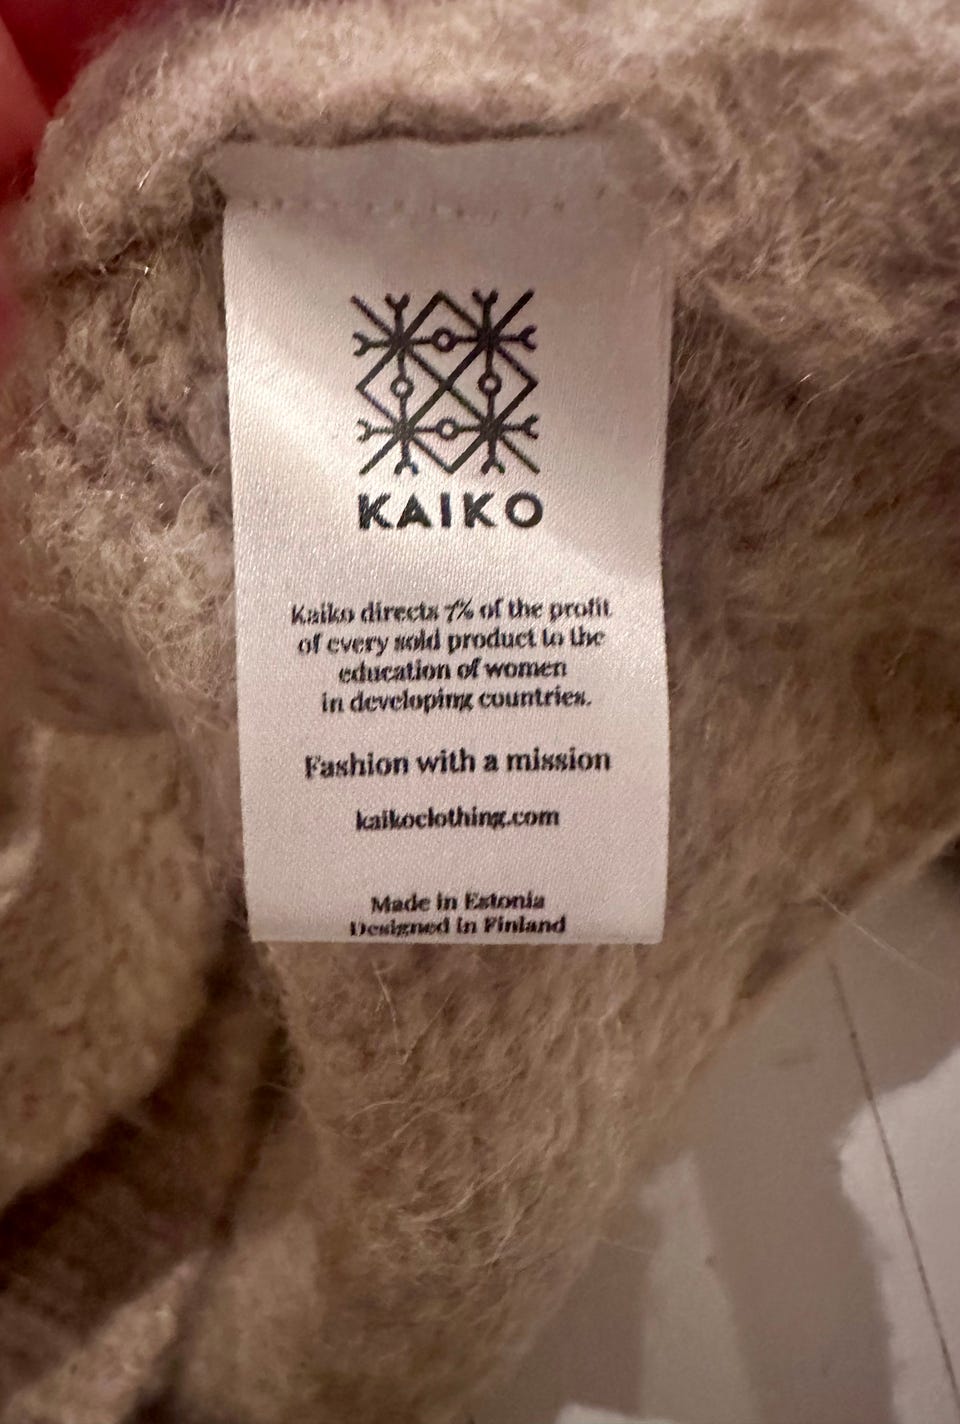 KAIKO
Kaiko directs 7% of the profit
of every sold product to the
education of women
in developing countries.
Fashion with a mission
kaikoclothing.com
Made in Estonia
Designed in Finland